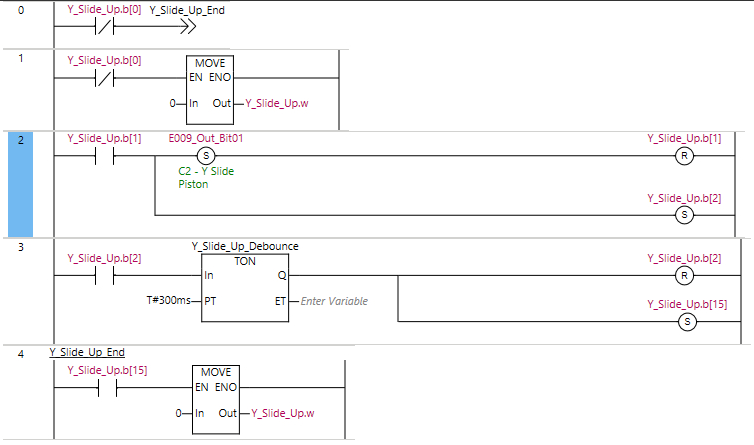 0
Y_Slide_Up.b[0] Y_Slide_Up_End
1
Y_Slide_Up.b[0]
MOVE
EN ENO
0 In Out Y_Slide_Up.w
2
Y_Slide_Up.b[1] E009_Out_Bit01 Y_Slide_Up.b[1]
S R
C2 - Y Slide
Piston
Y_Slide_Up.b[2]
S
3
Y_Slide_Up_Debounce
Y_Slide_Up.b[2] TON Y_Slide_Up.b[2]
In Q R
T#300ms PT ET Enter Variable
Y_Slide_Up.b[15]
S
4
Y_Slide_Up_End
Y_Slide_Up.b[15] MOVE
EN ENO
0 In Out Y_Slide_Up.w